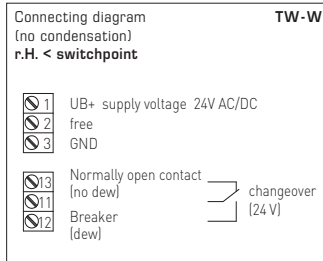 Connecting diagram TW-W
(no condensation)
r.H. < switchpoint
1 UB+ supply voltage 24V AC/DC
2 free
3 GND
13 Normally open contact
(no dew)
11 changeover
(24 V)
12 Breaker
(dew)